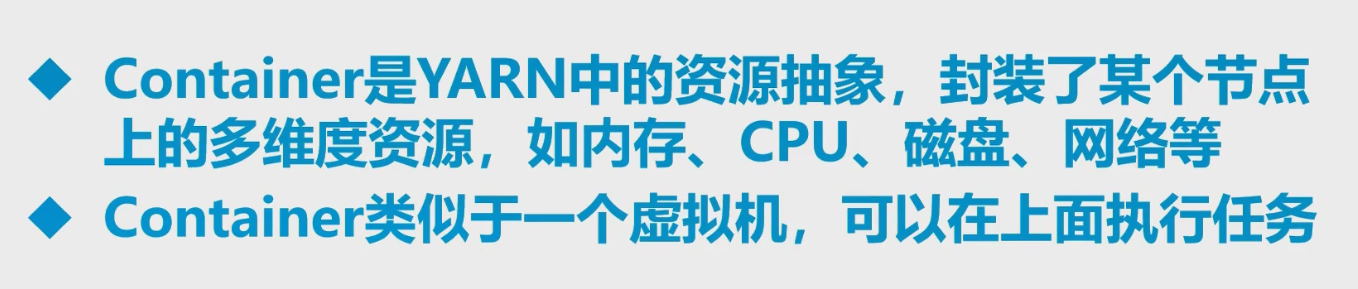 ◆ Container是YARN中的资源抽象，封装了某个节点
上的多维度资源，如内存、CPU、磁盘、网络等
◆ Container类似于一个虚拟机，可以在上面执行任务